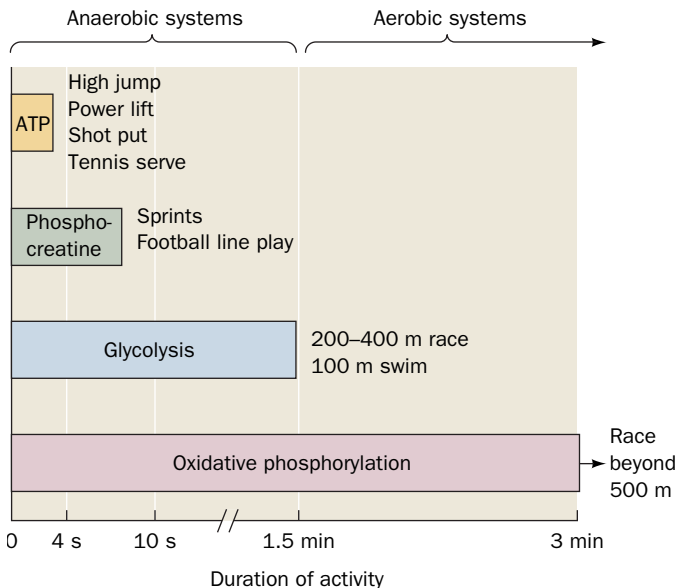 Anaerobic systems
Aerobic systems
ATP
High jump
Power lift
Shot put
Tennis serve
Phospho-
creatine
Sprints
Football line play
Glycolysis
200–400 m race
100 m swim
Oxidative phosphorylation
Race
beyond
500 m
0
4 s
10 s
1.5 min
3 min
Duration of activity